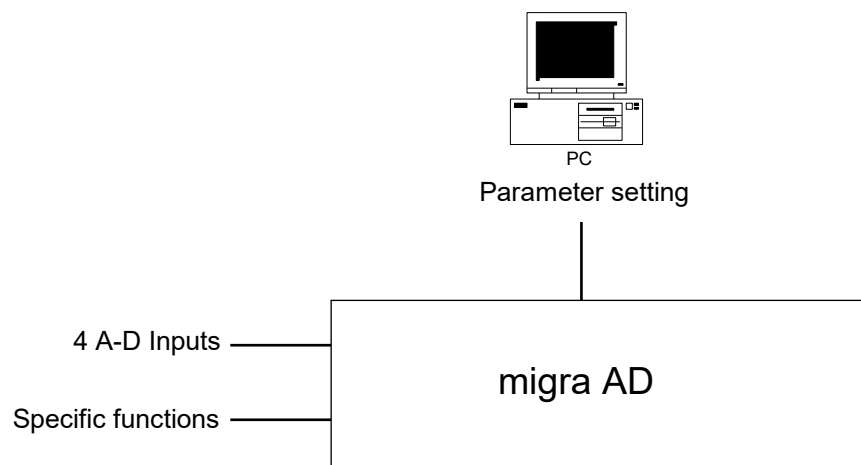 PC
Parameter setting
4 A-D Inputs
migra AD
Specific functions